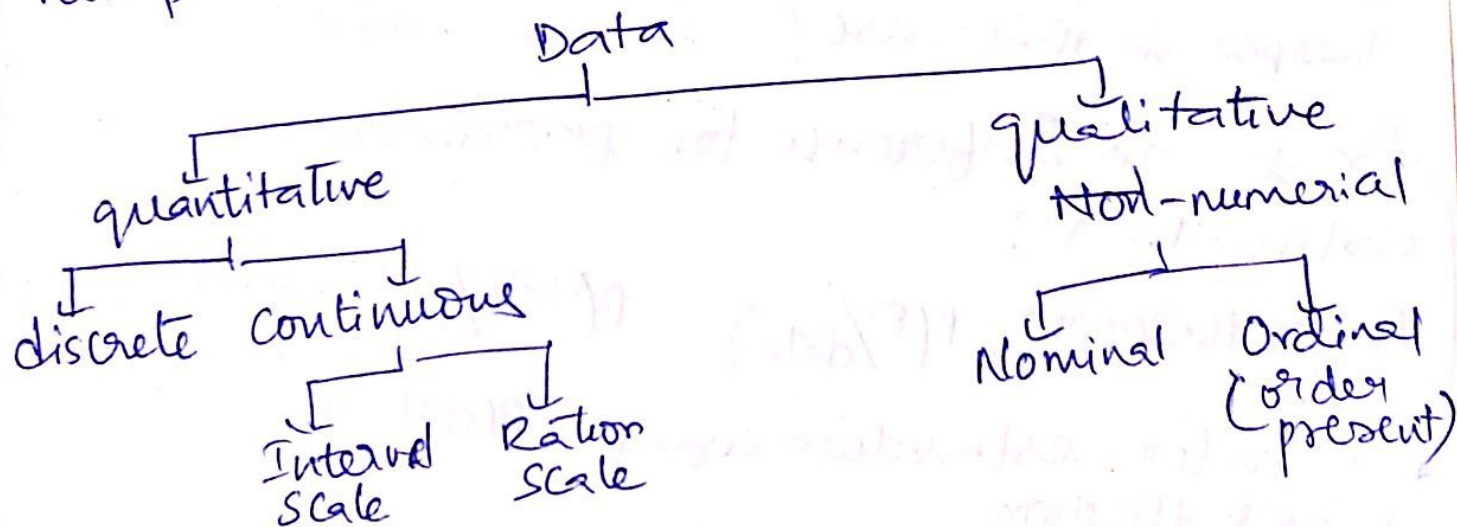 Data
quantitative
qualitative
Non-numerial
discrete continuous
Nominal Ordinal
(order
present)
Interval Ration
scale scale